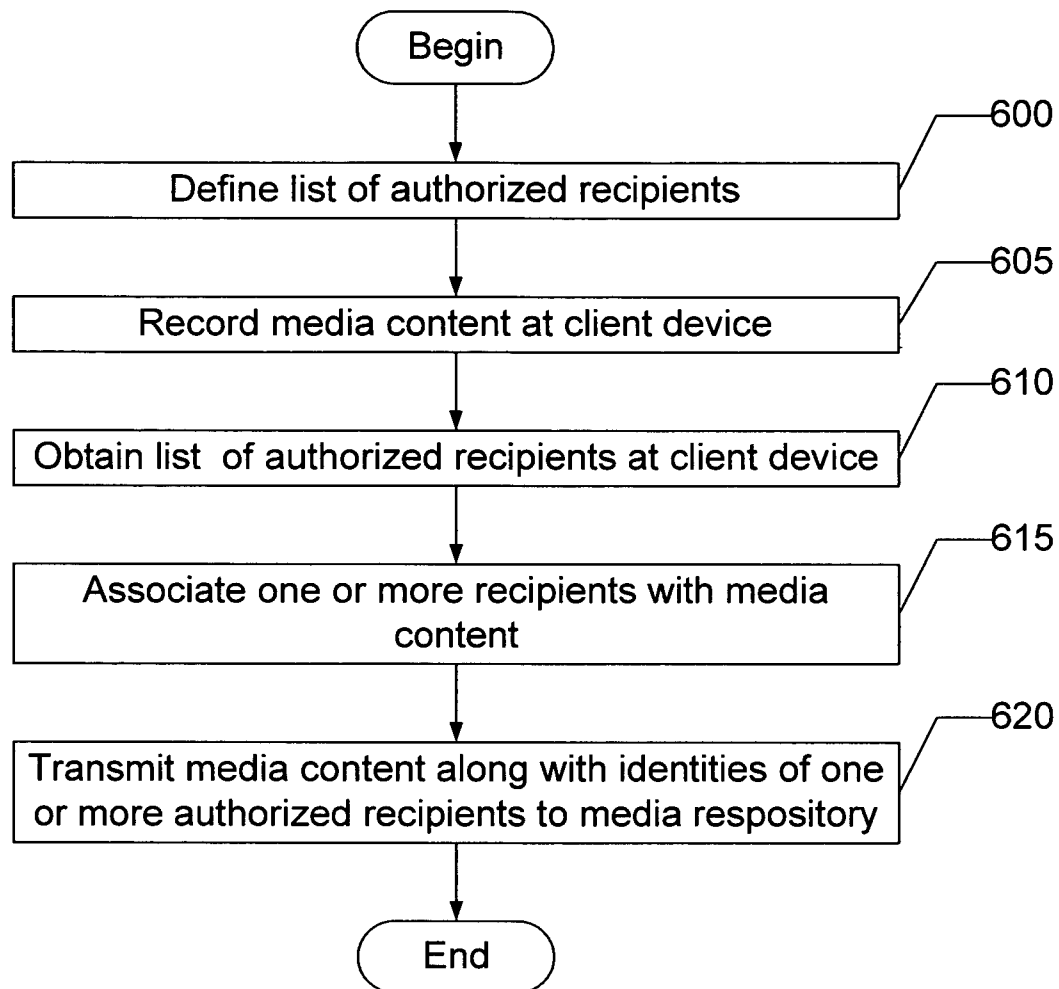 Begin
600
Define list of authorized recipients
605
Record media content at client device
610
Obtain list of authorized recipients at client device
615
Associate one or more recipients with media
content
620
Transmit media content along with identities of one
or more authorized recipients to media respository
End